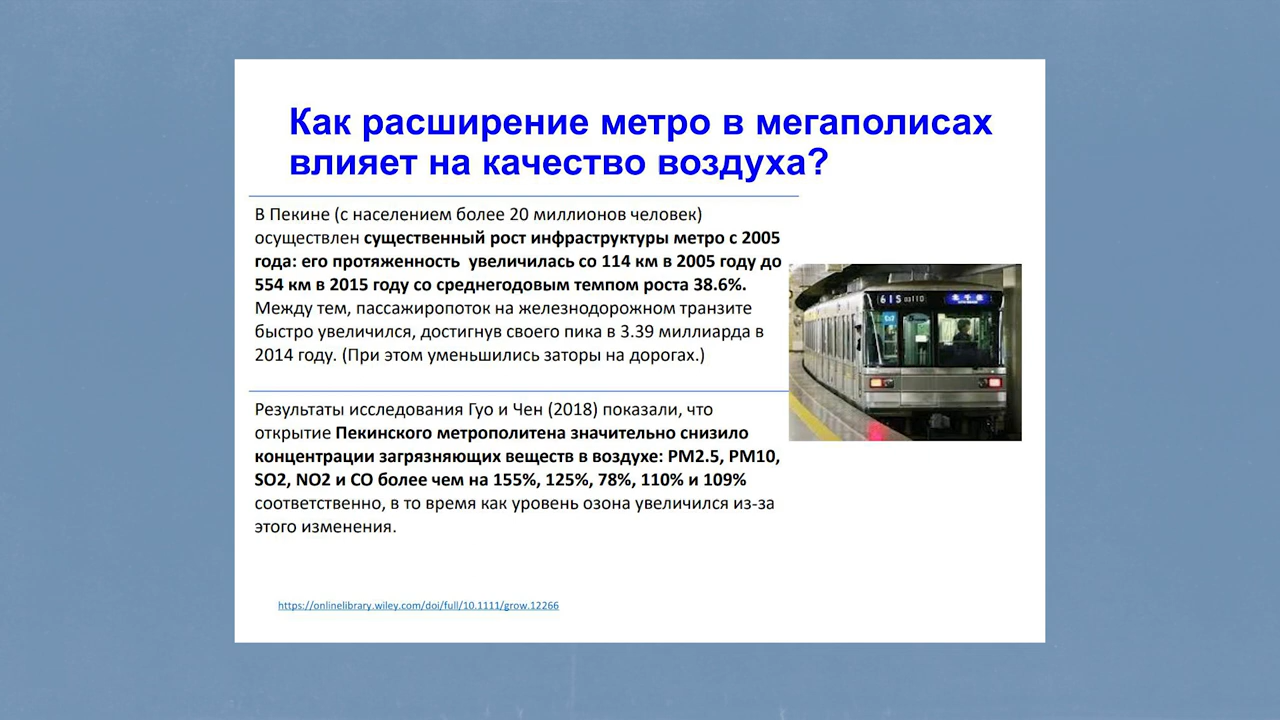 Как расширение метро в мегаполисах
влияет на качество воздуха?
В Пекине (с населением более 20 миллионов человек)
осуществлен существенный рост инфраструктуры метро с 2005
года: его протяженность увеличилась со 114 км в 2005 году до
554 км в 2015 году со среднегодовым темпом роста 38.6%.
Между тем, пассажиропоток на железнодорожном транзите
быстро увеличился, достигнув своего пика в 3.39 миллиарда в
2014 году. (При этом уменьшились заторы на дорогах.)
61S 03110
Результаты исследования Гуо и Чен (2018) показали, что
открытие Пекинского метрополитена значительно снизило
концентрации загрязняющих веществ в воздухе: PM2.5, PM10,
SO2, NO2 и CO более чем на 155%, 125%, 78%, 110% и 109%
соответственно, в то время как уровень озона увеличился из-за
этого изменения.
https://onlinelibrary.wiley.com/doi/full/10.1111/grow.12266